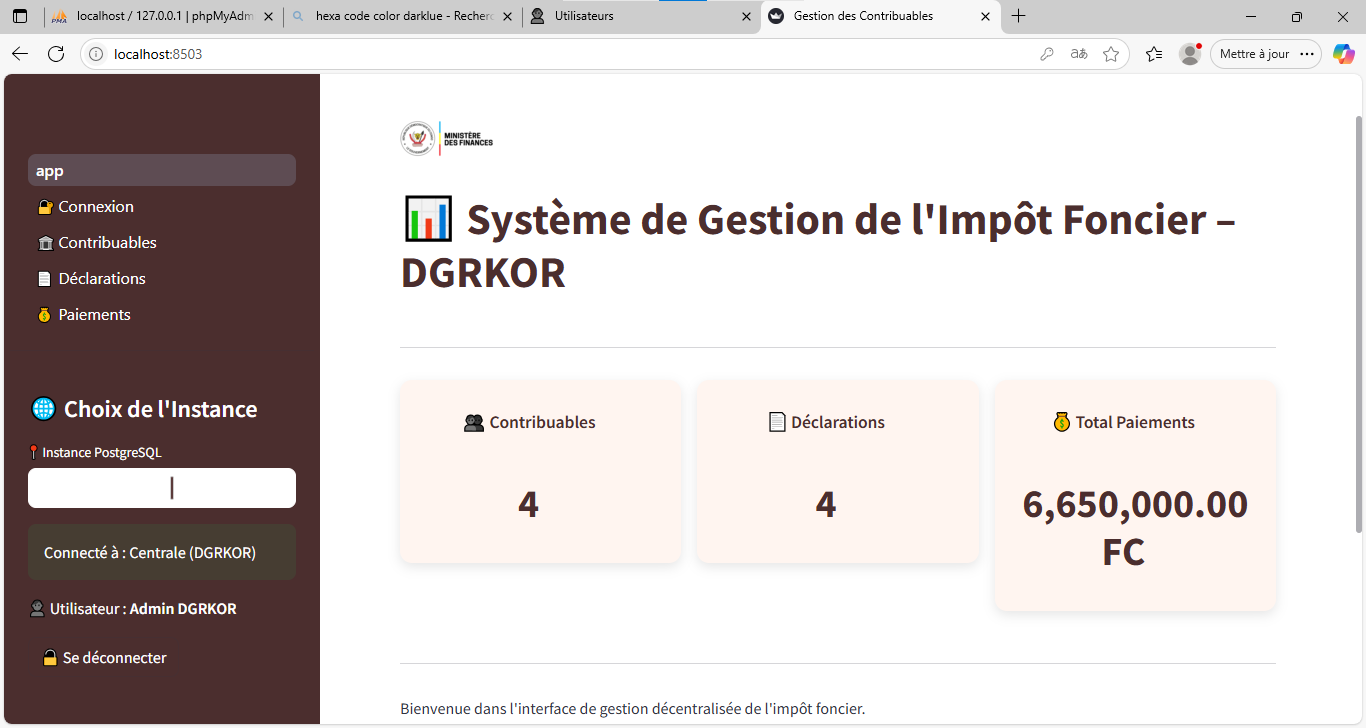 localhost / 127.0.0.1 | phpMyAdm
hexa code color darklue - Recherc
Utilisateurs
Gestion des Contribuables
localhost:8503
Mettre à jour
app
Connexion
Contribuables
Déclarations
Paiements
Choix de l'Instance
Instance PostgreSQL
Connecté à : Centrale (DGRKOR)
Utilisateur : Admin DGRKOR
Se déconnecter
MINISTÈRE
DES FINANCES
Système de Gestion de l'Impôt Foncier –
DGRKOR
Contribuables
4
Déclarations
4
Total Paiements
6,650,000.00
FC
Bienvenue dans l'interface de gestion décentralisée de l'impôt foncier.